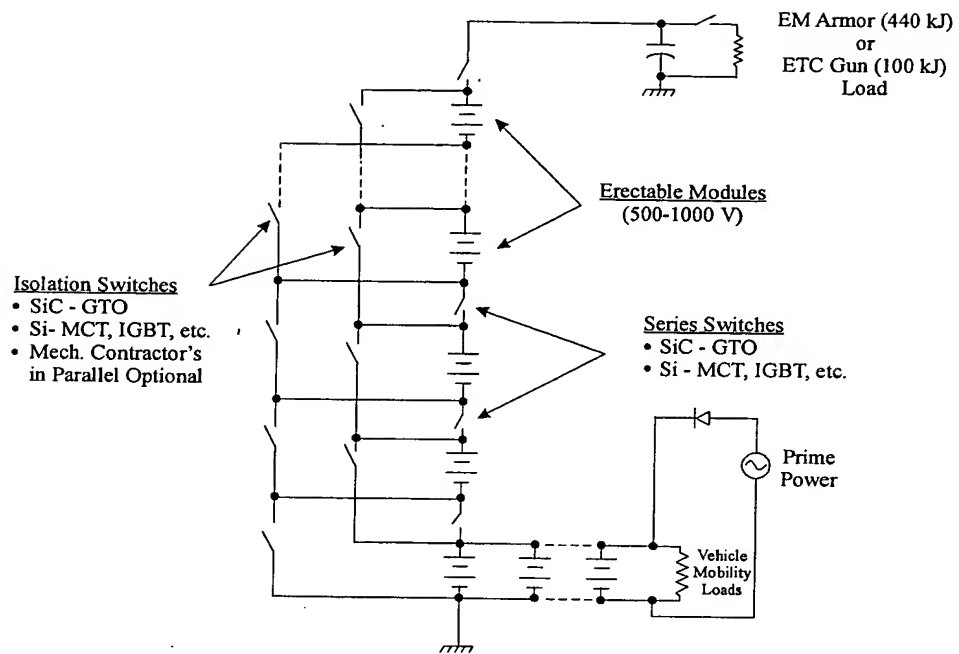 EM Armor (440 kJ)
or
ETC Gun (100 kJ)
Load
Erectable Modules
(500-1000 V)
Isolation Switches
• SiC - GTO
• Si- MCT, IGBT, etc.
• Mech. Contractor's
in Parallel Optional
Series Switches
• SiC - GTO
• Si - MCT, IGBT, etc.
Prime
Power
Vehicle
Mobility
Loads